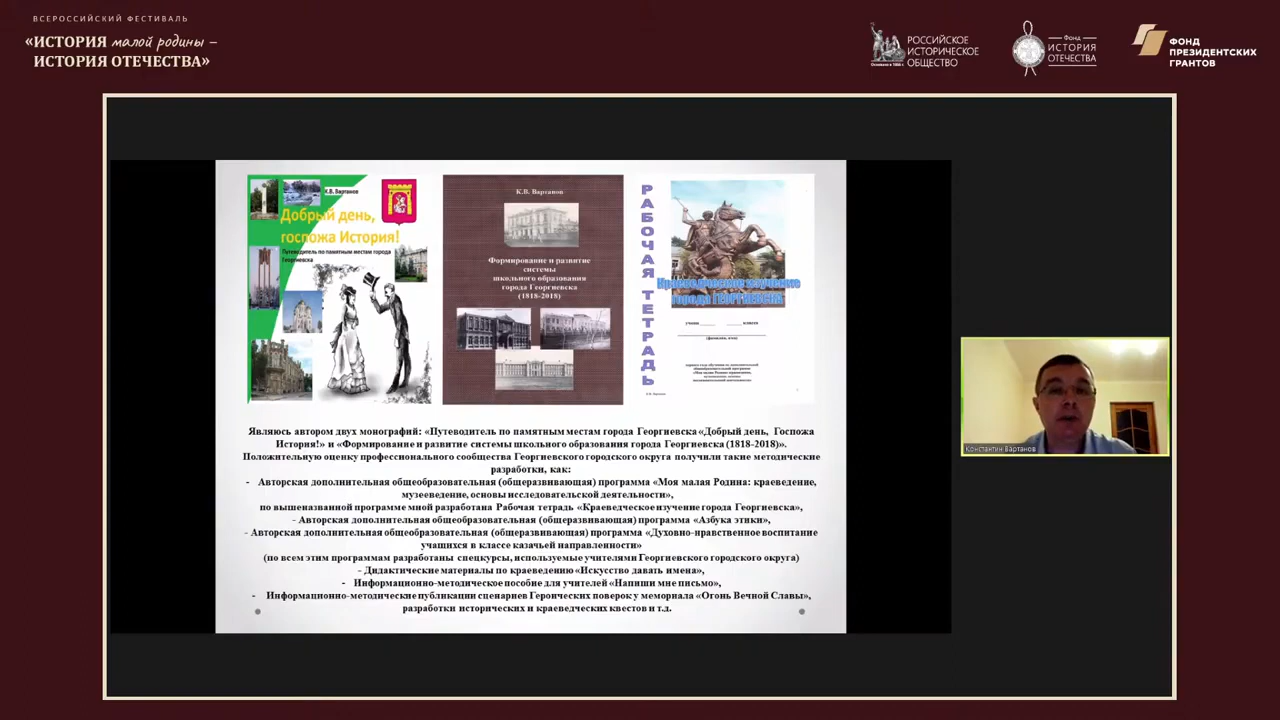 ВСЕРОССИЙСКИЙ ФЕСТИВАЛЬ
«ИСТОРИЯ малой родины –
ИСТОРИЯ ОТЕЧЕСТВА»
РОССИЙСКОЕ
ИСТОРИЧЕСКОЕ
ОБЩЕСТВО
Основано в 1866 г.
Фонд
ИСТОРИЯ
ОТЕЧЕСТВА
ФОНД
ПРЕЗИДЕНТСКИХ
ГРАНТОВ
К.В. Вартанов
Добрый день,
госпожа История!
Путеводитель по памятным местам города
Георгиевска
К.В. Вартанов
Формирование и развитие
системы
школьного образования
города Георгиевска
(1818-2018)
РАБОЧАЯ ТЕТРАДЬ
Краеведческое изучение
города ГЕОРГИЕВСКА
(фамилия, имя)
К.В. Вартанов
Являюсь автором двух монографий: «Путеводитель по памятным местам города Георгиевска «Добрый день, Госпожа
История!» и «Формирование и развитие системы школьного образования города Георгиевска (1818-2018)».
Положительную оценку профессионального сообщества Георгиевского городского округа получили такие методические
разработки, как:
- Авторская дополнительная общеобразовательная (общеразвивающая) программа «Моя малая Родина: краеведение,
музееведение, основы исследовательской деятельности»,
по вышеназванной программе мной разработана Рабочая тетрадь «Краеведческое изучение города Георгиевска»,
- Авторская дополнительная общеобразовательная (общеразвивающая) программа «Азбука этики»,
- Авторская дополнительная общеобразовательная (общеразвивающая) программа «Духовно-нравственное воспитание
учащихся в классе казачьей направленности»
(по всем этим программам разработаны спецкурсы, используемые учителями Георгиевского городского округа)
- Дидактические материалы по краеведению «Искусство давать имена»,
- Информационно-методическое пособие для учителей «Напиши мне письмо»,
- Информационно-методические публикации сценариев Героических поверок у мемориала «Огонь Вечной Славы»,
разработки исторических и краеведческих квестов и т.д.
Константин Вартанов